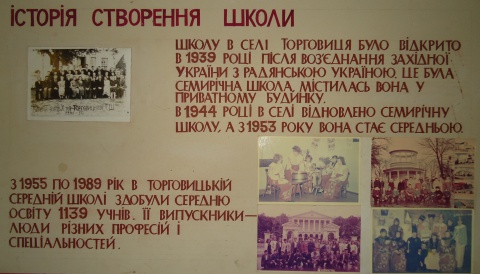 ІСТОРІЯ СТВОРЕННЯ ШКОЛИ
ШКОЛУ В СЕЛІ ТОРГОВИЦЯ БУЛО ВІДКРИТО
В 1939 РОЦІ ПІСЛЯ ВОЗ'ЄДНАННЯ ЗАХІДНОЇ
УКРАЇНИ З РАДЯНСЬКОЮ УКРАЇНОЮ. ЦЕ БУЛА
СЕМИРІЧНА ШКОЛА. МІСТИЛАСЬ ВОНА У
ПРИВАТНОМУ БУДИНКУ.
В 1944 РОЦІ В СЕЛІ ВІДНОВЛЕНО СЕМИРІЧНУ
ШКОЛУ, А З 1953 РОКУ ВОНА СТАЄ СЕРЕДНЬОЮ.
З 1955 ПО 1989 РІК В ТОРГОВИЦЬКІЙ
СЕРЕДНІЙ ШКОЛІ ЗДОБУЛИ СЕРЕДНЮ
ОСВІТУ 1139 УЧНІВ. ЇЇ ВИПУСКНИКИ—
ЛЮДИ РІЗНИХ ПРОФЕСІЙ І
СПЕЦІАЛЬНОСТЕЙ.